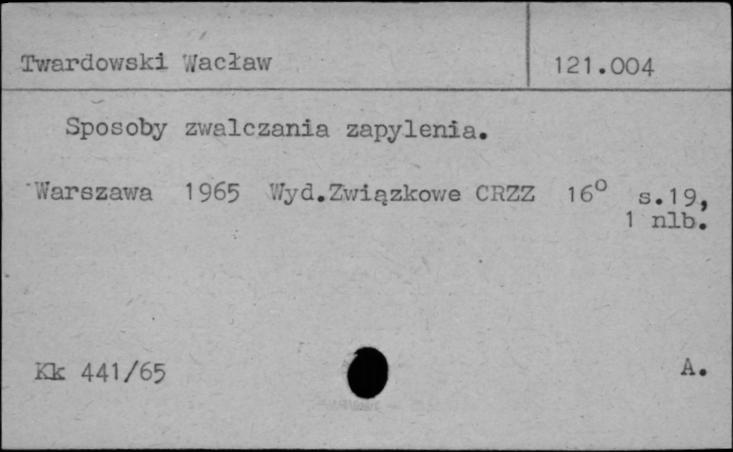 Twardowski Wacław 121.004
Sposoby zwalczania zapylenia.
Warszawa 1965 Wyd.Związkowe CRZZ 16° s.19,
1 nlb.
Kk 441/65 A.